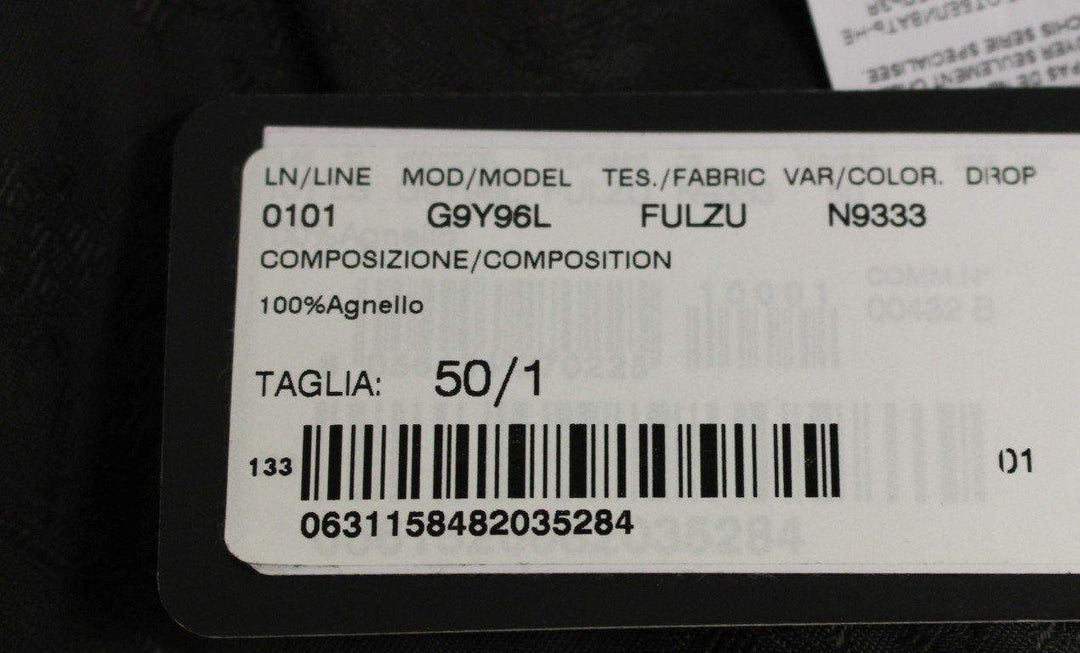 LN/LINE MOD/MODEL TES./FABRIC VAR/COLOR. DROP
0101 G9Y96L FULZU N9333
COMPOSIZIONE/COMPOSITION
100%Agnello
COMM.N°
TAGLIA: 50/1
133
01
0631158482035284